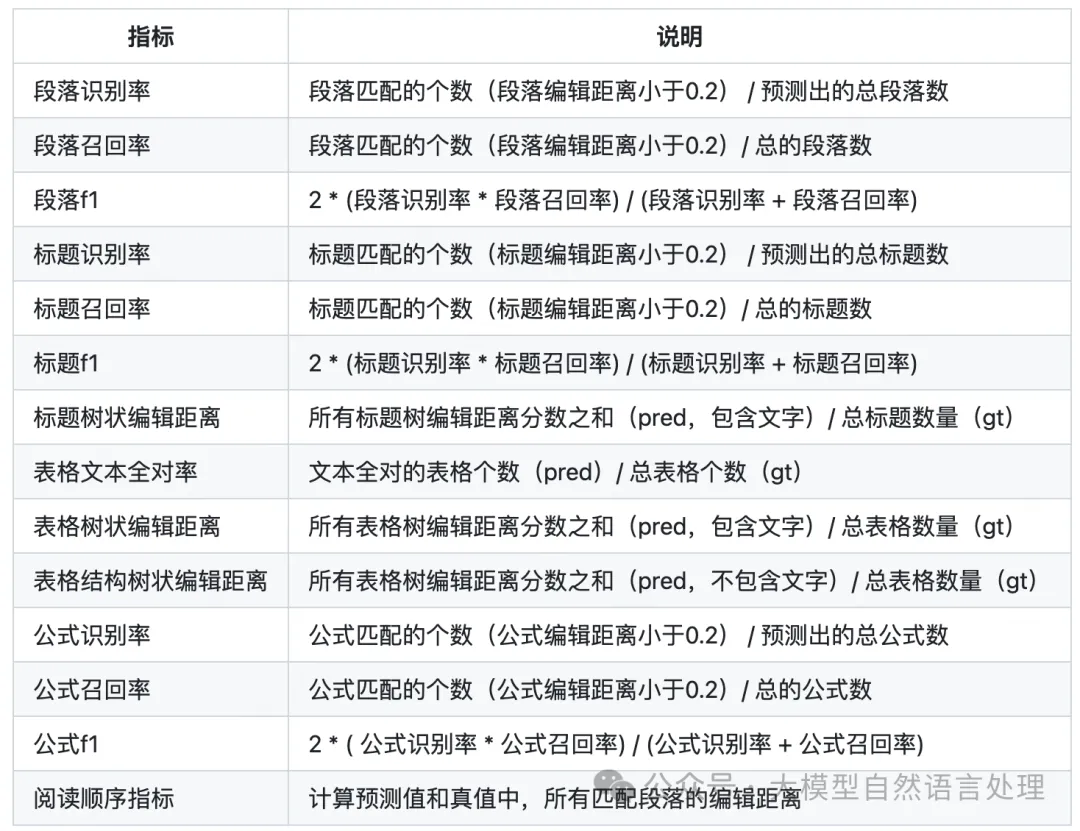 指标 说明
段落识别率 段落匹配的个数（段落编辑距离小于0.2） / 预测出的总段落数
段落召回率 段落匹配的个数（段落编辑距离小于0.2）/ 总的段落数
段落f1 2 * (段落识别率 * 段落召回率) / (段落识别率 + 段落召回率)
标题识别率 标题匹配的个数（标题编辑距离小于0.2） / 预测出的总标题数
标题召回率 标题匹配的个数（标题编辑距离小于0.2）/ 总的标题数
标题f1 2 * (标题识别率 * 标题召回率) / (标题识别率 + 标题召回率)
标题树状编辑距离 所有标题树编辑距离分数之和（pred，包含文字）/ 总标题数量（gt）
表格文本全对率 文本全对的表格个数（pred）/ 总表格个数（gt）
表格树状编辑距离 所有表格树编辑距离分数之和（pred，包含文字）/ 总表格数量（gt）
表格结构树状编辑距离 所有表格树编辑距离分数之和（pred，不包含文字）/ 总表格数量（gt）
公式识别率 公式匹配的个数（公式编辑距离小于0.2） / 预测出的总公式数
公式召回率 公式匹配的个数（公式编辑距离小于0.2）/ 总的公式数
公式f1 2 * ( 公式识别率 * 公式召回率) / (公式识别率 + 公式召回率)
阅读顺序指标 计算预测值和真值中，所有匹配段落的编辑距离
公众号 · 大模型自然语言处理